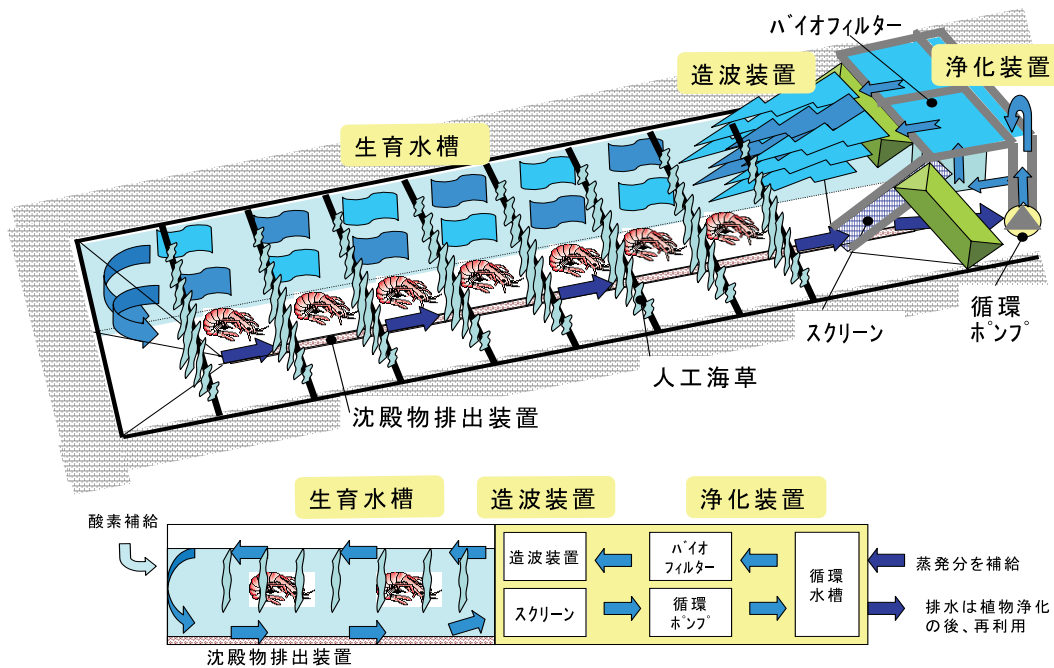 バイオフィルター
造波装置
浄化装置
生育水槽
循環
ポンプ
スクリーン
人工海草
沈殿物排出装置
生育水槽
造波装置
浄化装置
酸素補給
造波装置
バイオ
フィルター
循環
水槽
蒸発分を補給
スクリーン
循環
ポンプ
排水は植物浄化
の後、再利用
沈殿物排出装置